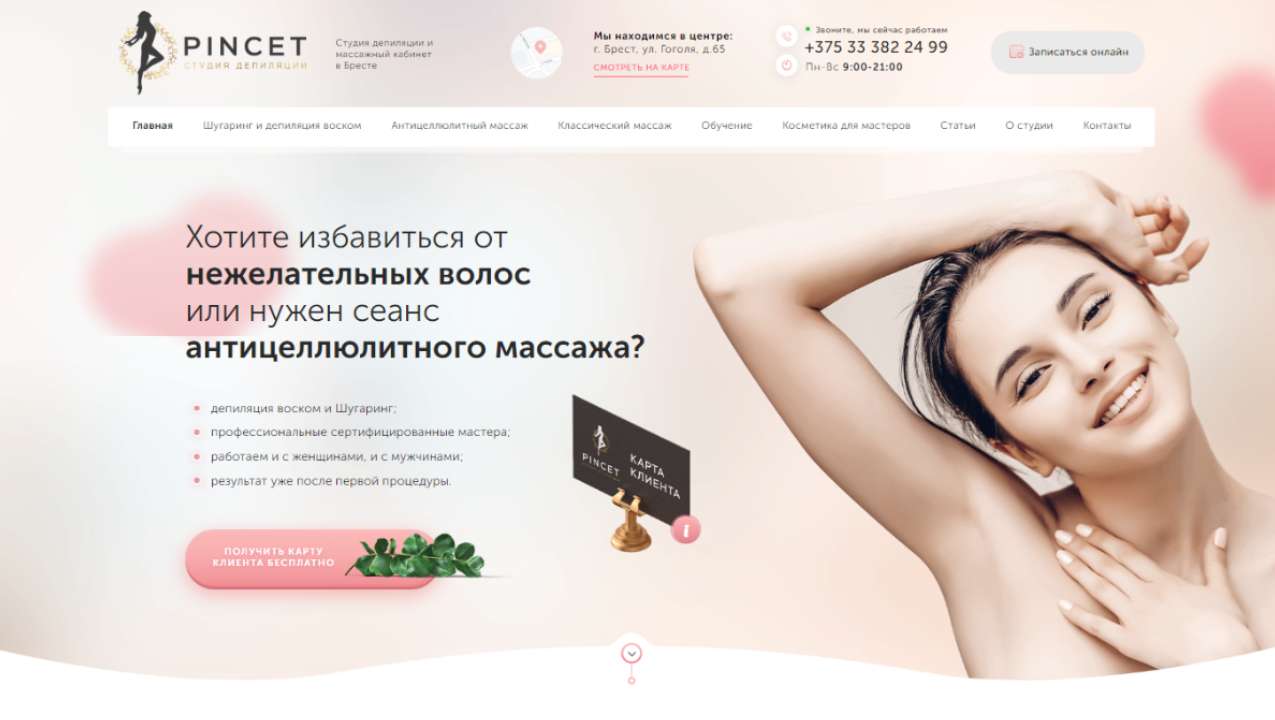 PINCET
СТУДИЯ ДЕПИЛЯЦИИ
Студия депиляции и
массажный кабинет
в Бресте
Мы находимся в центре:
г. Брест, ул. Гоголя, д.65
СМОТРЕТЬ НА КАРТЕ
Звоните, мы сейчас работаем
+375 33 382 24 99
Пн-Вс 9:00-21:00
Записаться онлайн
Главная
Шугаринг и депиляция воском
Антицеллюлитный массаж
Классический массаж
Обучение
Косметика для мастеров
Статьи
О студии
Контакты
Хотите избавиться от
нежелательных волос
или нужен сеанс
антицеллюлитного массажа?
депиляция воском и Шугаринг;
профессиональные сертифицированные мастера;
работаем и с женщинами, и с мужчинами;
результат уже после первой процедуры.
PINCET
КАРТА
КЛИЕНТА
i
ПОЛУЧИТЬ КАРТУ
КЛИЕНТА БЕСПЛАТНО